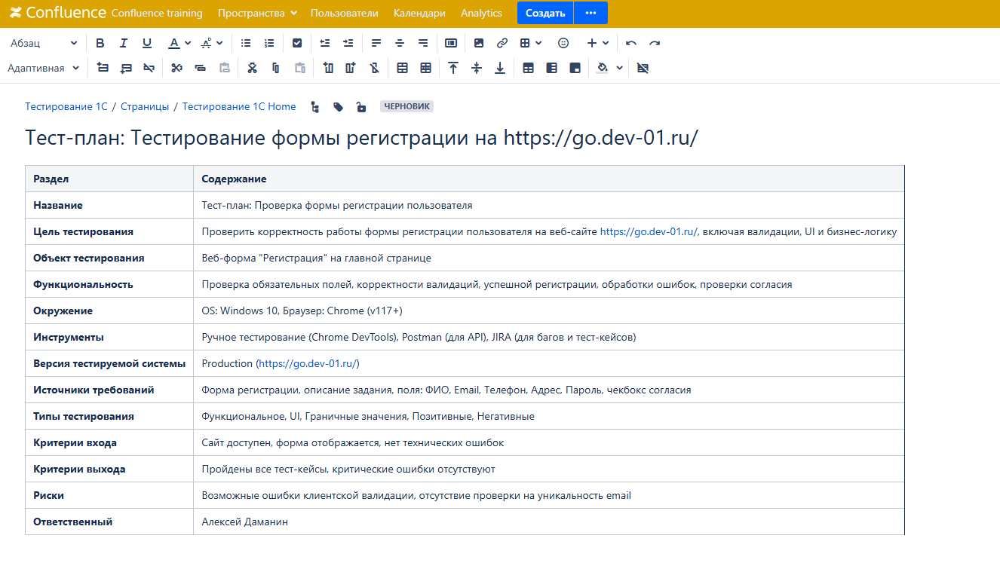 Confluence Confluence training Пространства Пользователи Календари Analytics Создать ...
Абзац B I U A
Адаптивная
Тестирование 1С / Страницы / Тестирование 1С Home ЧЕРНОВИК
Тест-план: Тестирование формы регистрации на https://go.dev-01.ru/
Раздел Содержание
Название Тест-план: Проверка формы регистрации пользователя
Цель тестирования Проверить корректность работы формы регистрации пользователя на веб-сайте https://go.dev-01.ru/, включая валидации, UI и бизнес-логику
Объект тестирования Веб-форма "Регистрация" на главной странице
Функциональность Проверка обязательных полей, корректности валидаций, успешной регистрации, обработки ошибок, проверки согласия
Окружение OS: Windows 10, Браузер: Chrome (v117+)
Инструменты Ручное тестирование (Chrome DevTools), Postman (для API), JIRA (для багов и тест-кейсов)
Версия тестируемой системы Production (https://go.dev-01.ru/)
Источники требований Форма регистрации, описание задания, поля: ФИО, Email, Телефон, Адрес, Пароль, чекбокс согласия
Типы тестирования Функциональное, UI, Граничные значения, Позитивные, Негативные
Критерии входа Сайт доступен, форма отображается, нет технических ошибок
Критерии выхода Пройдены все тест-кейсы, критические ошибки отсутствуют
Риски Возможные ошибки клиентской валидации, отсутствие проверки на уникальность email
Ответственный Алексей Даманин